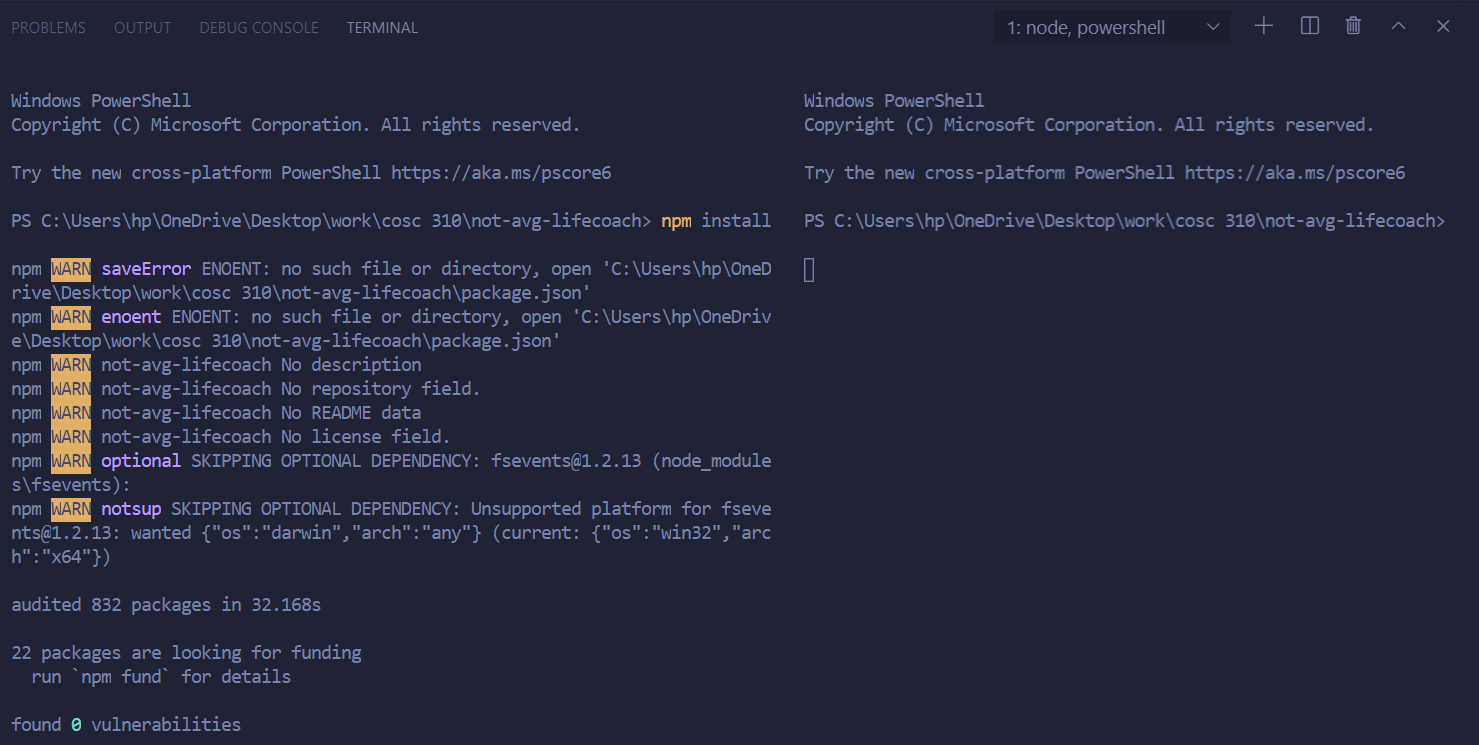 PROBLEMS OUTPUT DEBUG CONSOLE TERMINAL 1: node, powershell
Windows PowerShell
Copyright (C) Microsoft Corporation. All rights reserved.
Try the new cross-platform PowerShell https://aka.ms/pscore6
PS C:\Users\hp\OneDrive\Desktop\work\cosc 310\not-avg-lifecoach> npm install
npm WARN saveError ENOENT: no such file or directory, open 'C:\Users\hp\OneD
rive\Desktop\work\cosc 310\not-avg-lifecoach\package.json'
npm WARN enoent ENOENT: no such file or directory, open 'C:\Users\hp\OneDriv
e\Desktop\work\cosc 310\not-avg-lifecoach\package.json'
npm WARN not-avg-lifecoach No description
npm WARN not-avg-lifecoach No repository field.
npm WARN not-avg-lifecoach No README data
npm WARN not-avg-lifecoach No license field.
npm WARN optional SKIPPING OPTIONAL DEPENDENCY: fsevents@1.2.13 (node_module
s\fsevents):
npm WARN notsup SKIPPING OPTIONAL DEPENDENCY: Unsupported platform for fseve
nts@1.2.13: wanted {"os":"darwin","arch":"any"} (current: {"os":"win32","arc
h":"x64"})
audited 832 packages in 32.168s
22 packages are looking for funding
run `npm fund` for details
found 0 vulnerabilities
Windows PowerShell
Copyright (C) Microsoft Corporation. All rights reserved.
Try the new cross-platform PowerShell https://aka.ms/pscore6
PS C:\Users\hp\OneDrive\Desktop\work\cosc 310\not-avg-lifecoach>